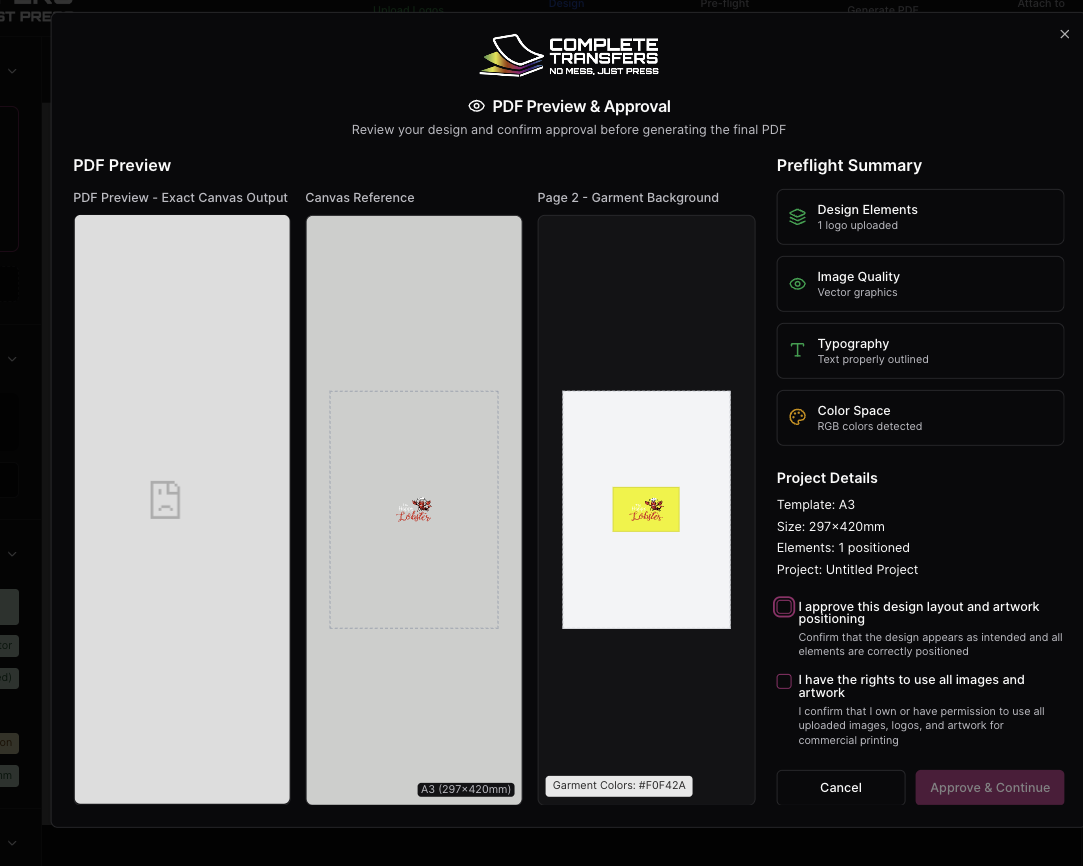 Upload Logos
Design
Pre-flight
Generate PDF
Attach to
COMPLETE
TRANSFERS
NO MESS, JUST PRESS
PDF Preview & Approval
Review your design and confirm approval before generating the final PDF
PDF Preview
PDF Preview - Exact Canvas Output
Canvas Reference
Lobster
A3 (297×420mm)
Page 2 - Garment Background
Lobster
Garment Colors: #F0F42A
Preflight Summary
Design Elements
1 logo uploaded
Image Quality
Vector graphics
Typography
Text properly outlined
Color Space
RGB colors detected
Project Details
Template: A3
Size: 297×420mm
Elements: 1 positioned
Project: Untitled Project
I approve this design layout and artwork
positioning
Confirm that the design appears as intended and all
elements are correctly positioned
I have the rights to use all images and
artwork
I confirm that I own or have permission to use all
uploaded images, logos, and artwork for
commercial printing
Cancel
Approve & Continue